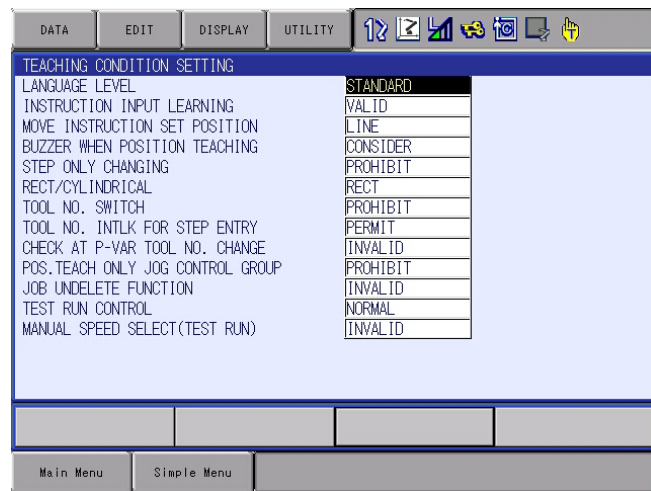 DATA EDIT DISPLAY UTILITY
TEACHING CONDITION SETTING
LANGUAGE LEVEL STANDARD
INSTRUCTION INPUT LEARNING VALID
MOVE INSTRUCTION SET POSITION LINE
BUZZER WHEN POSITION TEACHING CONSIDER
STEP ONLY CHANGING PROHIBIT
RECT/CYLINDRICAL RECT
TOOL NO. SWITCH PROHIBIT
TOOL NO. INTLK FOR STEP ENTRY PERMIT
CHECK AT P-VAR TOOL NO. CHANGE INVALID
POS.TEACH ONLY JOG CONTROL GROUP PROHIBIT
JOB UNDELETE FUNCTION INVALID
TEST RUN CONTROL NORMAL
MANUAL SPEED SELECT(TEST RUN) INVALID
Main Menu Simple Menu